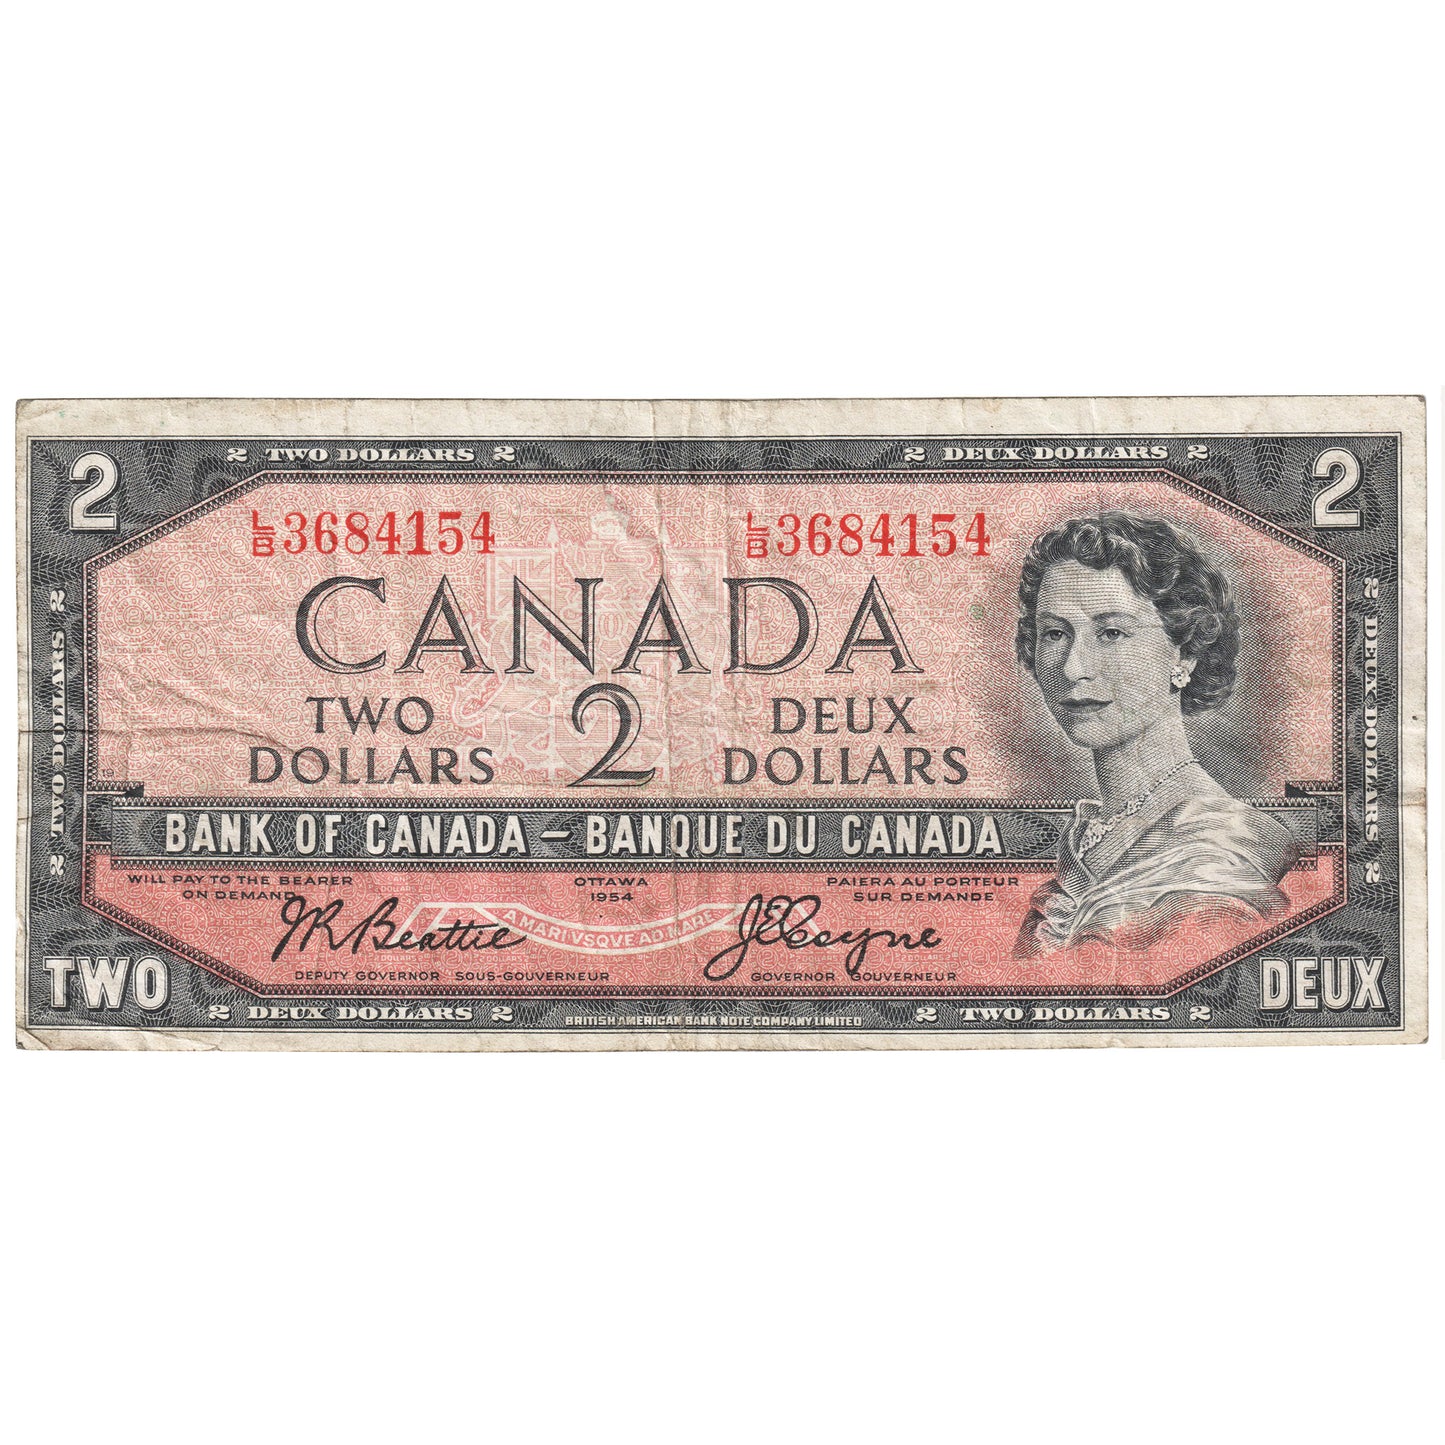 2 2 TWO DOLLARS 2 2 DEUX DOLLARS 2 2
L/B 3684154 L/B 3684154
CANADA
TWO DOLLARS 2 DEUX DOLLARS
2 TWO DOLLARS 2
2 DEUX DOLLARS 2
19
BANK OF CANADA – BANQUE DU CANADA
WILL PAY TO THE BEARER OTTAWA PAIERA AU PORTEUR
ON DEMAND 1954 SUR DEMANDE
A MARI VSQVE AD MARE
JRBeattie JECoyne
DEPUTY GOVERNOR SOUS-GOUVERNEUR GOVERNOR GOUVERNEUR
TWO DEUX
2 DEUX DOLLARS 2 BRITISH AMERICAN BANK NOTE COMPANY LIMITED 2 TWO DOLLARS 2